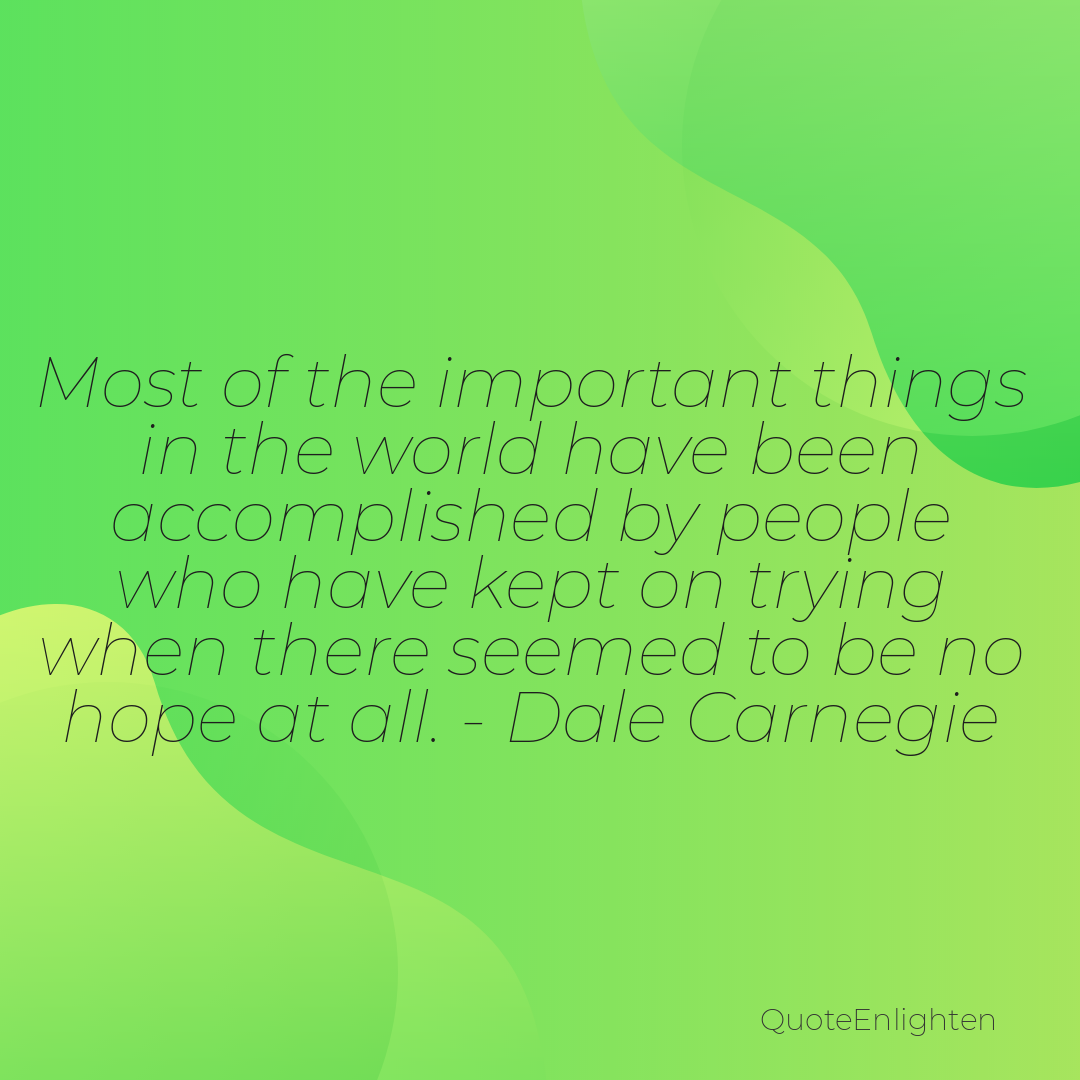 Most of the important things
in the world have been
accomplished by people
who have kept on trying
when there seemed to be no
hope at all. - Dale Carnegie
QuoteEnlighten